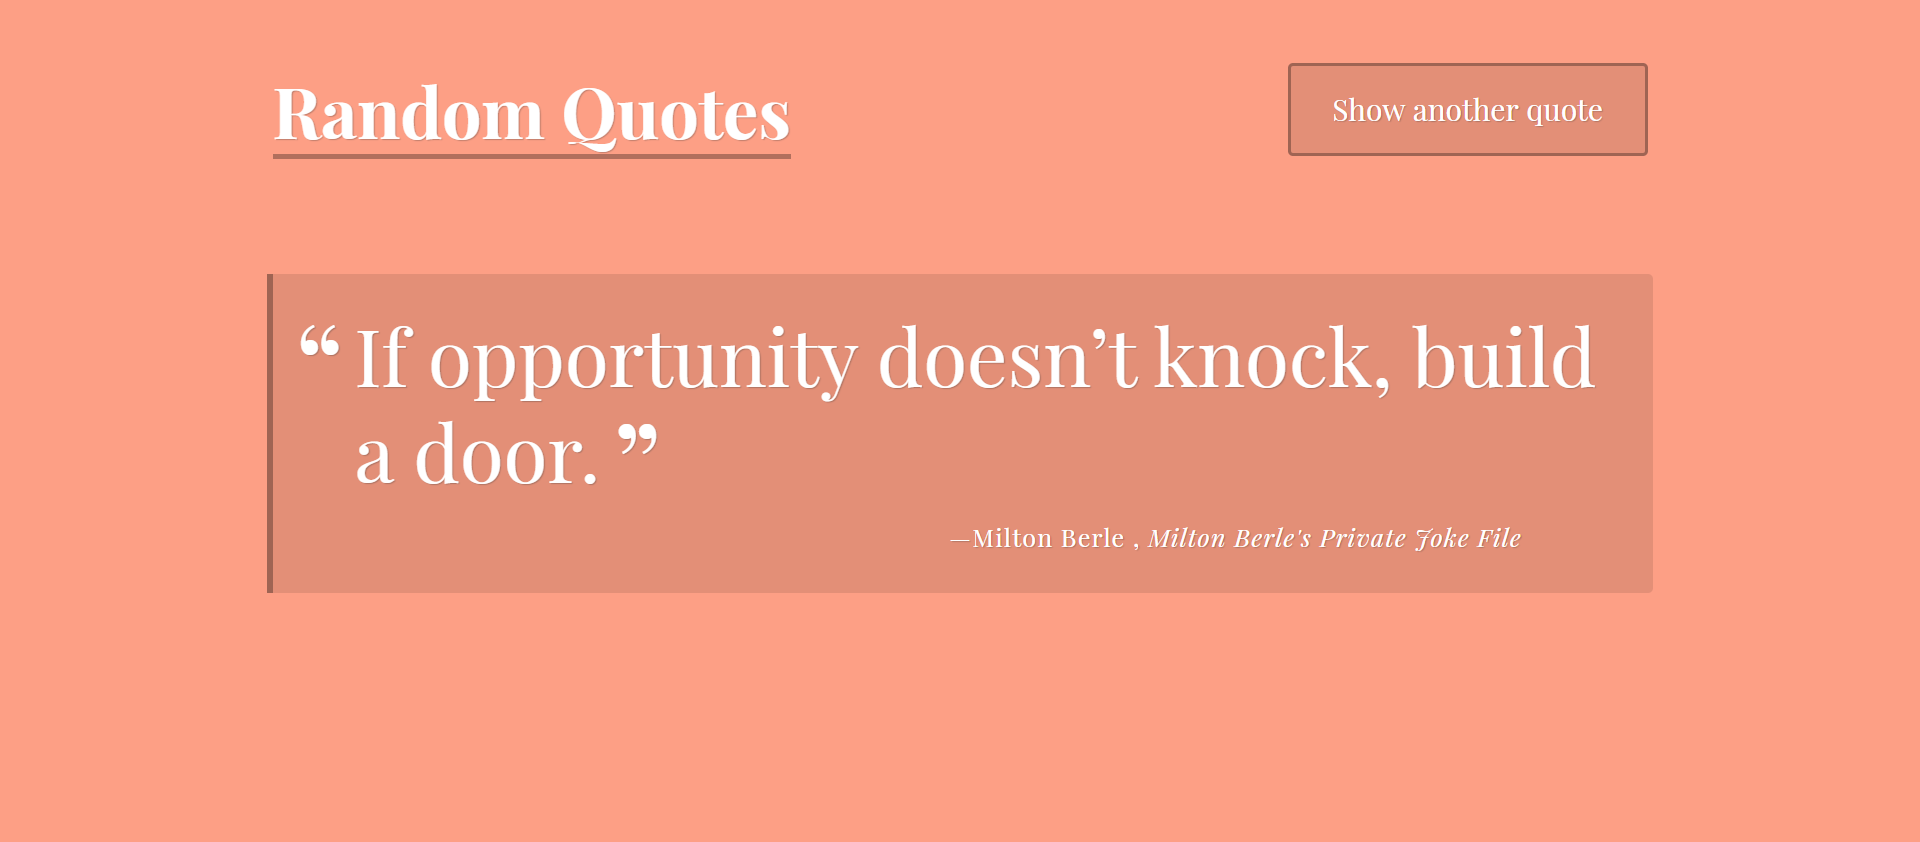 Random Quotes
Show another quote
“ If opportunity doesn’t knock, build
a door. ”
—Milton Berle , Milton Berle's Private Joke File